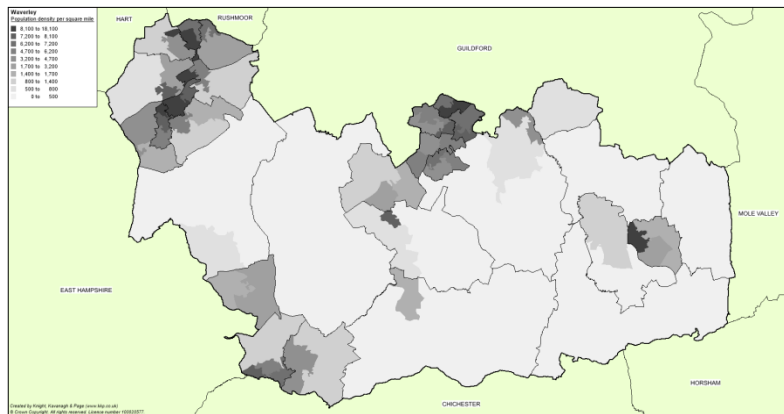 Waverley
Population density per square mile
8,100 to 18,100
7,200 to 8,100
6,200 to 7,200
4,700 to 6,200
3,200 to 4,700
1,700 to 3,200
1,400 to 1,700
800 to 1,400
500 to 800
0 to 500
HART
RUSHMOOR
GUILDFORD
MOLE VALLEY
EAST HAMPSHIRE
HORSHAM
CHICHESTER
Created by Knight, Kavanagh & Page (www.kkp.co.uk)
© Crown Copyright. All rights reserved. Licence number